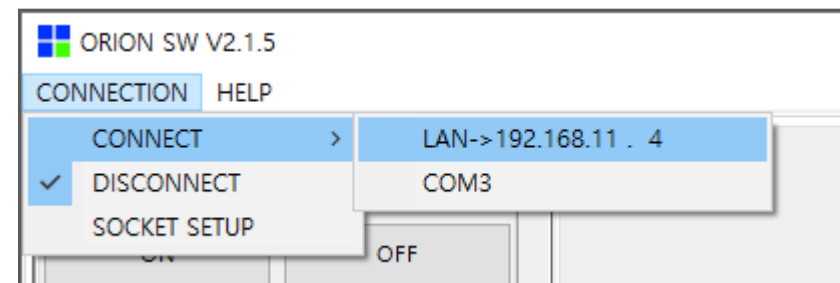 ORION SW V2.1.5
CONNECTION HELP
CONNECT > LAN->192.168.11 . 4
DISCONNECT COM3
SOCKET SETUP
OFF